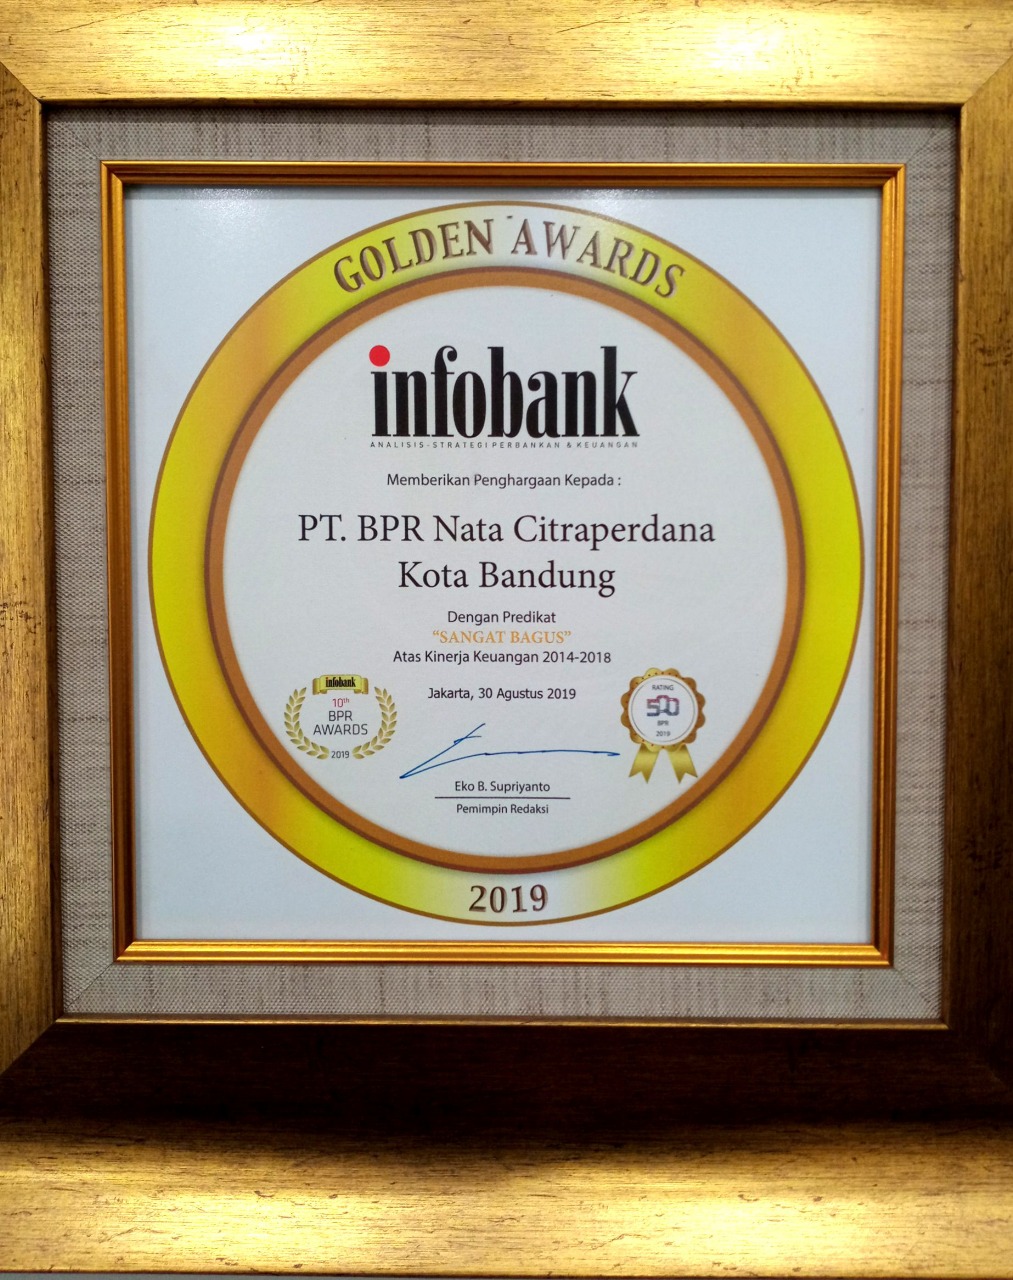 GOLDEN AWARDS
infobank
ANALISIS-STRATEGI PERBANKAN & KEUANGAN
Memberikan Penghargaan Kepada :
PT. BPR Nata Citraperdana
Kota Bandung
Dengan Predikat
“SANGAT BAGUS”
Atas Kinerja Keuangan 2014-2018
Jakarta, 30 Agustus 2019
infobank
10th
BPR
AWARDS
2019
RATING
500
BPR
2019
Eko B. Supriyanto
Pemimpin Redaksi
2019